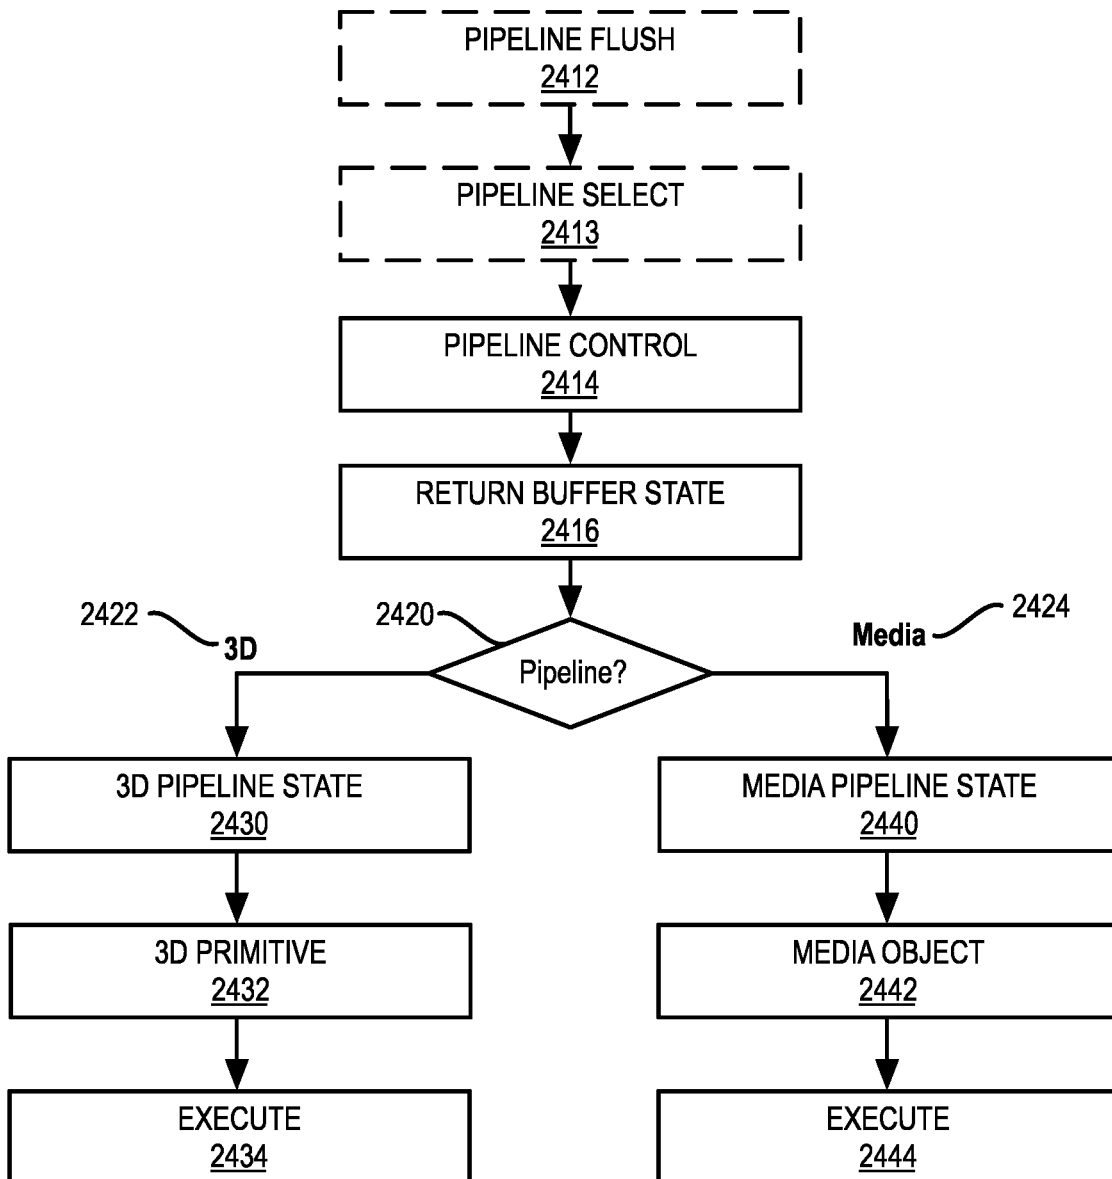 PIPELINE FLUSH
2412
PIPELINE SELECT
2413
PIPELINE CONTROL
2414
RETURN BUFFER STATE
2416
2422
3D
2420
Pipeline?
Media
2424
3D PIPELINE STATE
2430
MEDIA PIPELINE STATE
2440
3D PRIMITIVE
2432
MEDIA OBJECT
2442
EXECUTE
2434
EXECUTE
2444